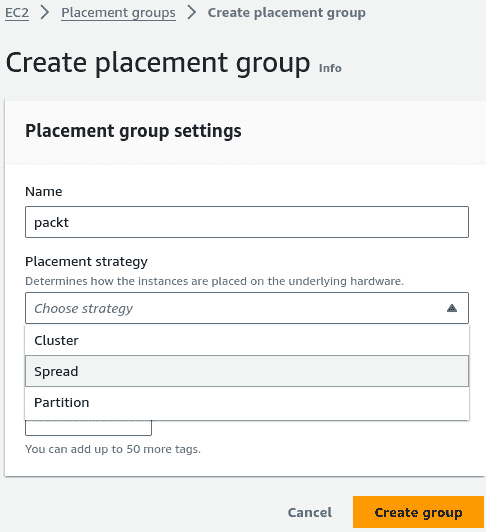 EC2 > Placement groups > Create placement group
Create placement group Info
Placement group settings
Name
packt
Placement strategy
Determines how the instances are placed on the underlying hardware.
Choose strategy
Cluster
Spread
Partition
You can add up to 50 more tags.
Cancel Create group